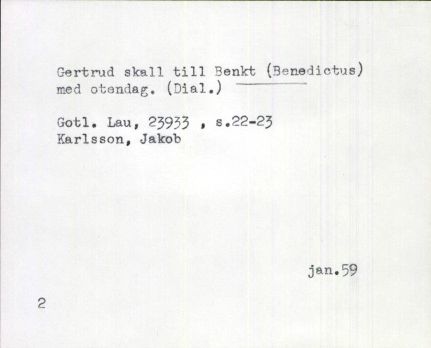 Gertrud skall till Benkt (Benedictus)
med otendag. (Dial.)
Gotl. Lau, 23933 , s.22-23
Karlsson, Jakob
jan.59
2